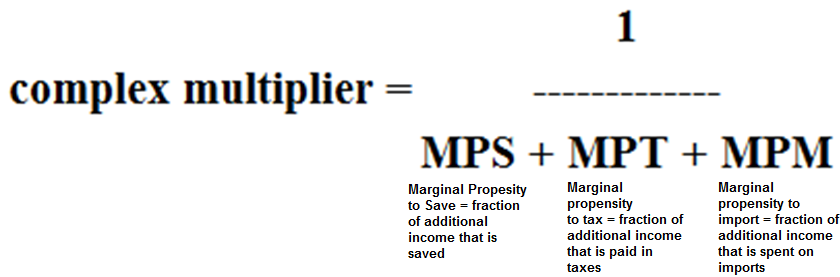 1
complex multiplier = -------------
MPS + MPT + MPM
Marginal Propesity
to Save = fraction
of additional
income that is
saved
Marginal
propensity
to tax = fraction of
additional income
that is paid in
taxes
Marginal
propensity to
import = fraction of
additional income
that is spent on
imports